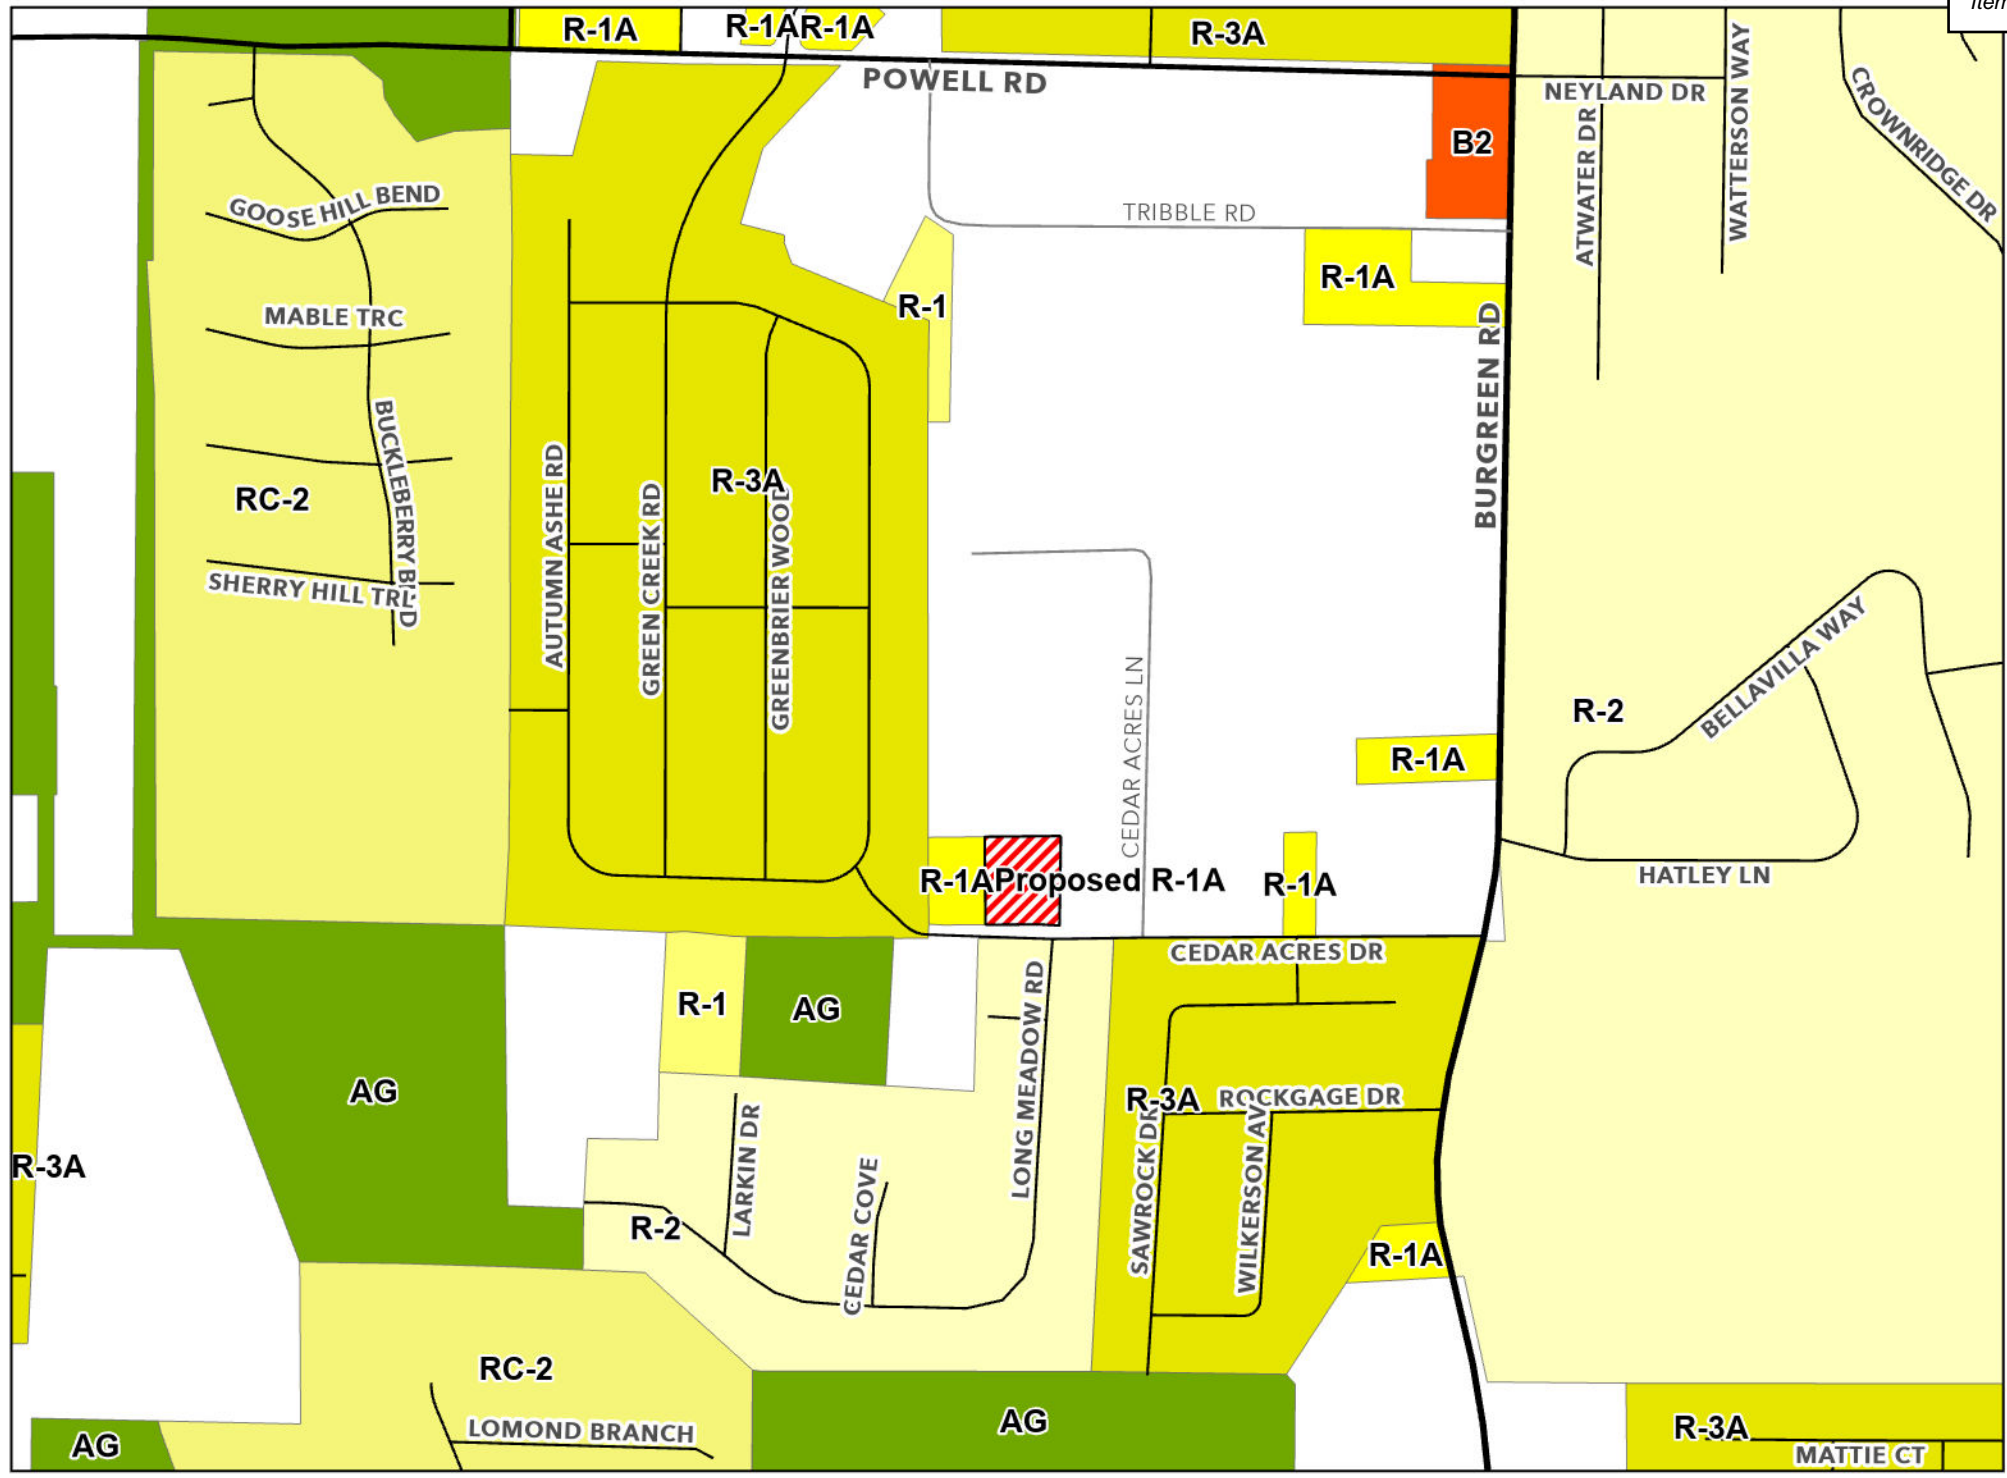 Item
R-1A
R-1A
R-1A
R-3A
POWELL RD
NEYLAND DR
WATTERSON WAY
CROWNRIDGE DR
ATWATER DR
B2
GOOSE HILL BEND
TRIBBLE RD
R-1A
R-1
MABLE TRC
BURGREEN RD
BUCKLEBERRY BLVD
AUTUMN ASHE RD
GREEN CREEK RD
R-3A
GREENBRIER WOOD
RC-2
SHERRY HILL TRL
CEDAR ACRES LN
R-2
BELLAVILLA WAY
R-1A
R-1A
Proposed R-1A
R-1A
HATLEY LN
CEDAR ACRES DR
R-1
AG
LONG MEADOW RD
AG
R-3A
ROCKGAGE DR
SAWROCK DR
WILKERSON AV
LARKIN DR
CEDAR COVE
R-3A
R-2
R-1A
RC-2
LOMOND BRANCH
AG
AG
R-3A
MATTIE CT